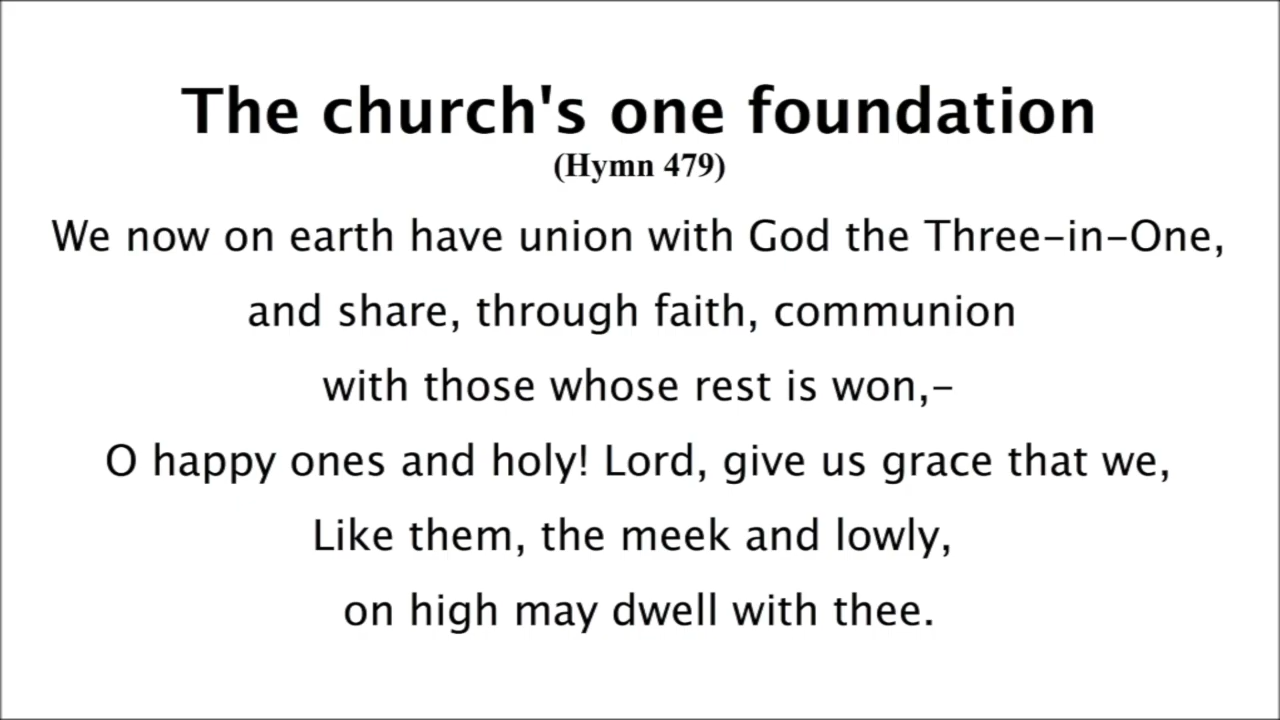 The church's one foundation
(Hymn 479)
We now on earth have union with God the Three-in-One,
and share, through faith, communion
with those whose rest is won,-
O happy ones and holy! Lord, give us grace that we,
Like them, the meek and lowly,
on high may dwell with thee.